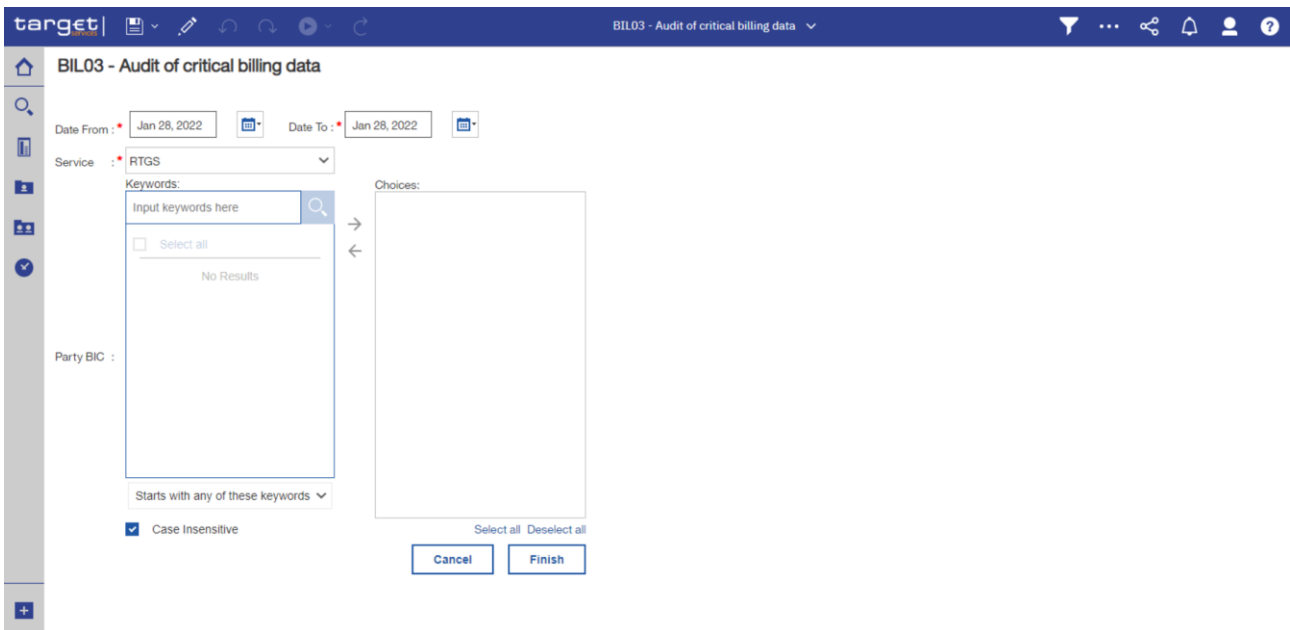 target| services BIL03 - Audit of critical billing data
BIL03 - Audit of critical billing data
Date From : * Jan 28, 2022 Date To : * Jan 28, 2022
Service : * RTGS
Keywords: Choices:
Input keywords here
Select all
No Results
Party BIC :
Starts with any of these keywords
Case Insensitive Select all Deselect all
Cancel Finish